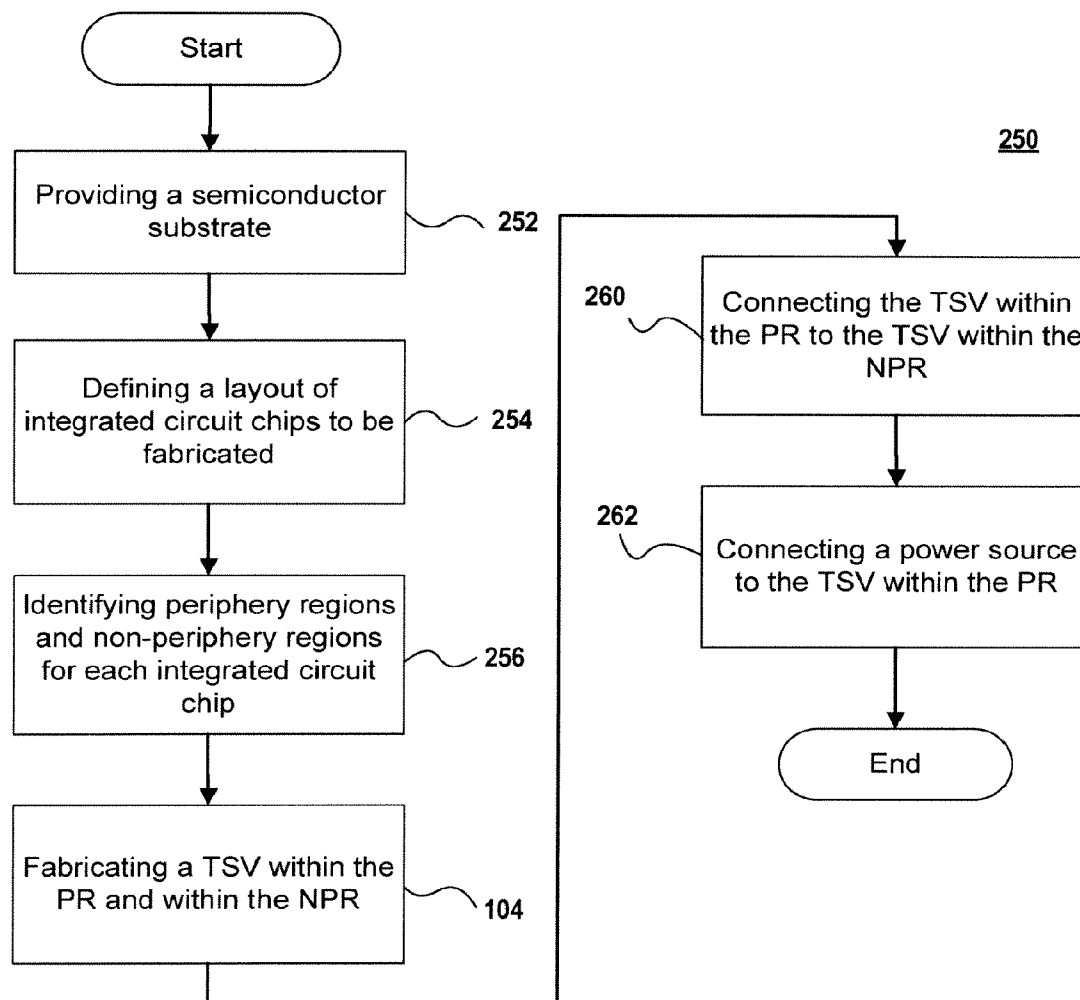 Start
250
Providing a semiconductor
substrate
252
Defining a layout of
integrated circuit chips to be
fabricated
254
Identifying periphery regions
and non-periphery regions
for each integrated circuit
chip
256
Fabricating a TSV within the
PR and within the NPR
104
260
Connecting the TSV within
the PR to the TSV within the
NPR
262
Connecting a power source
to the TSV within the PR
End